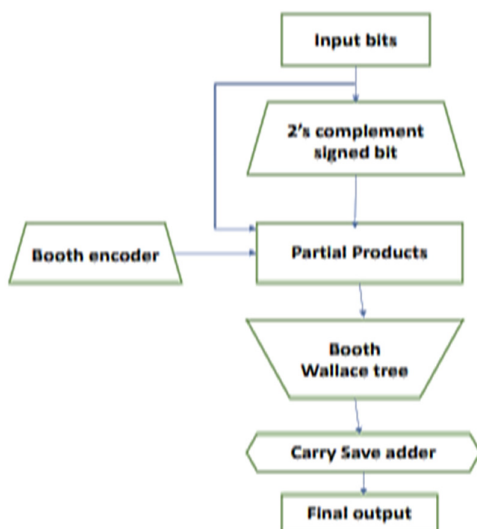 Input bits
2's complement
signed bit
Booth encoder
Partial Products
Booth
Wallace tree
Carry Save adder
Final output